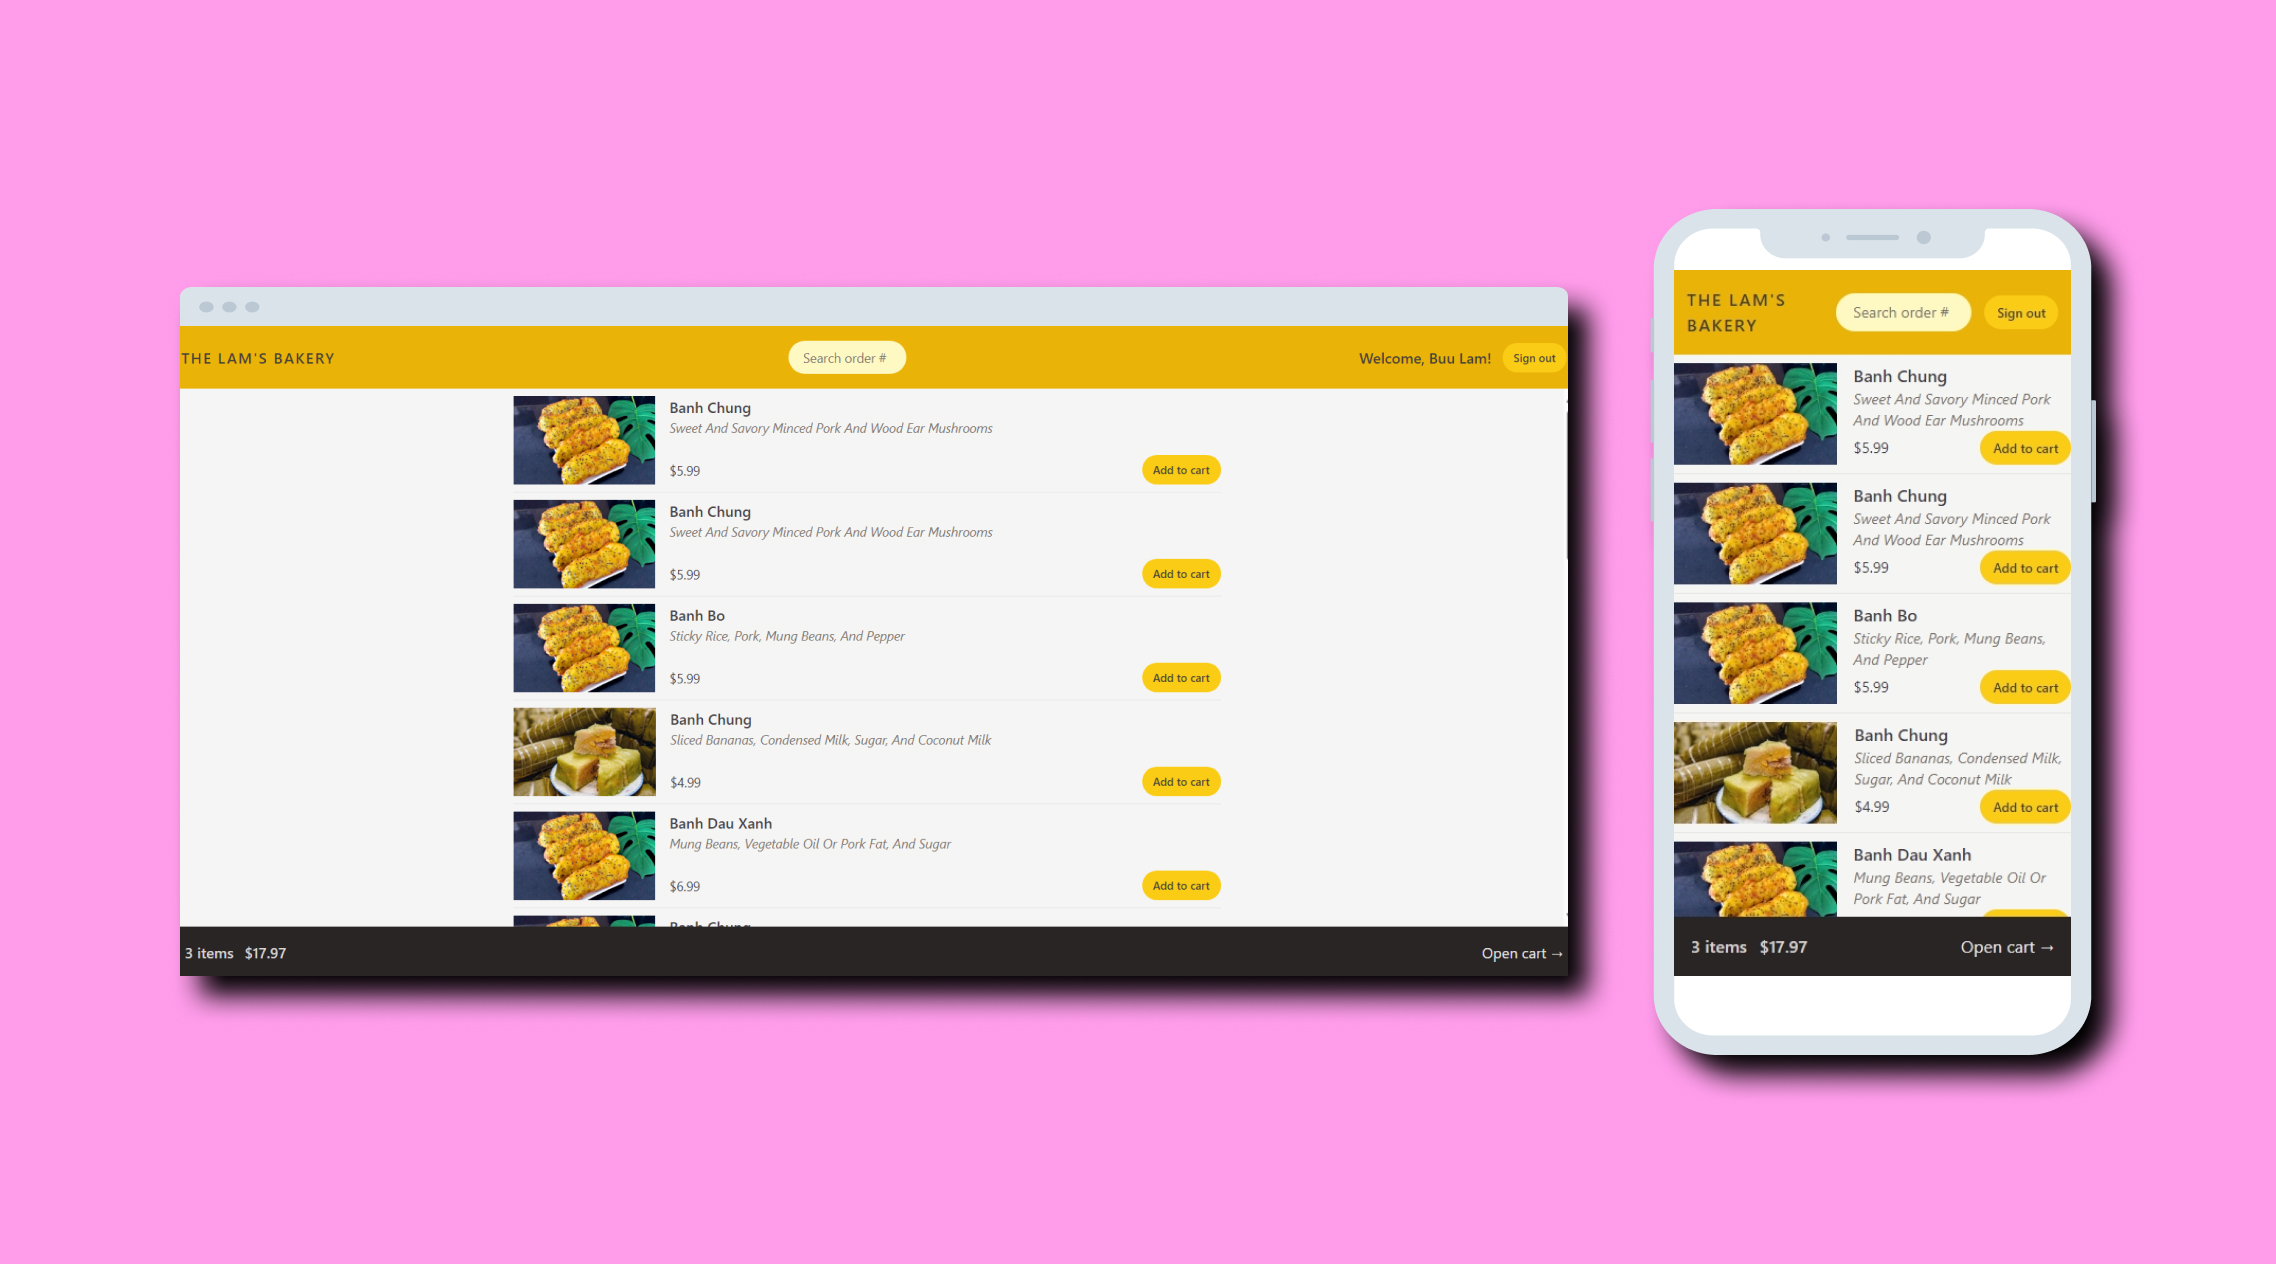 THE LAM'S BAKERY
Search order #
Welcome, Buu Lam!
Sign out
Banh Chung
Sweet And Savory Minced Pork And Wood Ear Mushrooms
$5.99
Add to cart
Banh Chung
Sweet And Savory Minced Pork And Wood Ear Mushrooms
$5.99
Add to cart
Banh Bo
Sticky Rice, Pork, Mung Beans, And Pepper
$5.99
Add to cart
Banh Chung
Sliced Bananas, Condensed Milk, Sugar, And Coconut Milk
$4.99
Add to cart
Banh Dau Xanh
Mung Beans, Vegetable Oil Or Pork Fat, And Sugar
$6.99
Add to cart
Banh Chung
3 items $17.97
Open cart →
THE LAM'S
BAKERY
Search order #
Sign out
Banh Chung
Sweet And Savory Minced Pork
And Wood Ear Mushrooms
$5.99
Add to cart
Banh Chung
Sweet And Savory Minced Pork
And Wood Ear Mushrooms
$5.99
Add to cart
Banh Bo
Sticky Rice, Pork, Mung Beans,
And Pepper
$5.99
Add to cart
Banh Chung
Sliced Bananas, Condensed Milk,
Sugar, And Coconut Milk
$4.99
Add to cart
Banh Dau Xanh
Mung Beans, Vegetable Oil Or
Pork Fat, And Sugar
3 items $17.97
Open cart →